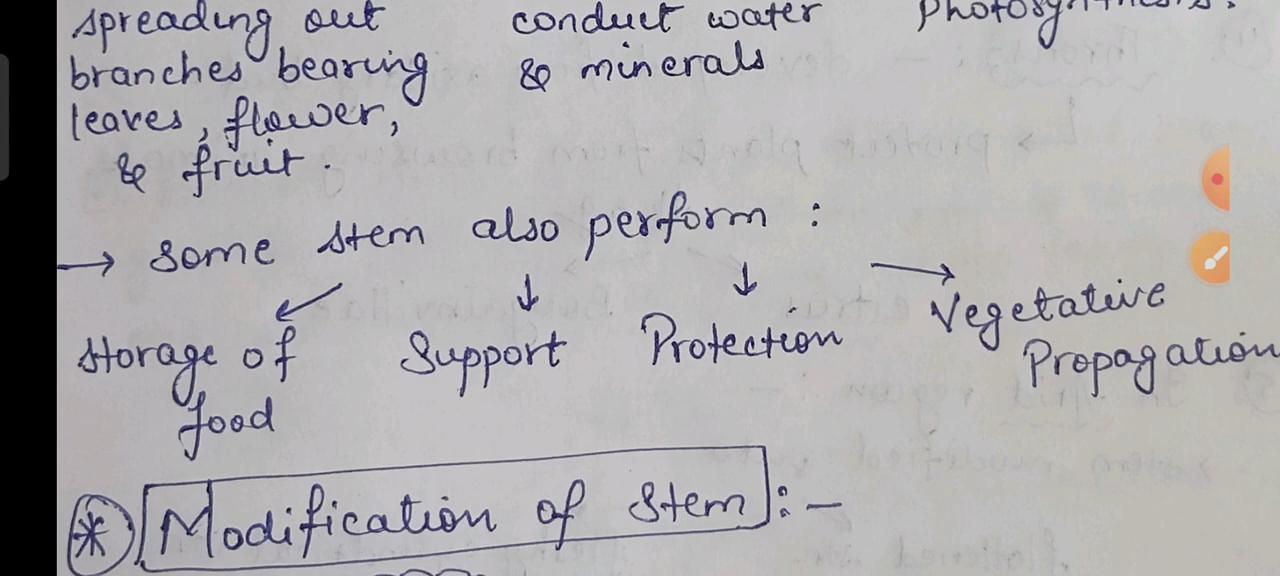 spreading out conduct water Photosynthesis.
branches bearing & minerals
leaves, flower,
& fruit.
→ some stem also perform :
↙ ↓ ↓ →
Storage of Support Protection Vegetative
food Propagation
* Modification of Stem :-